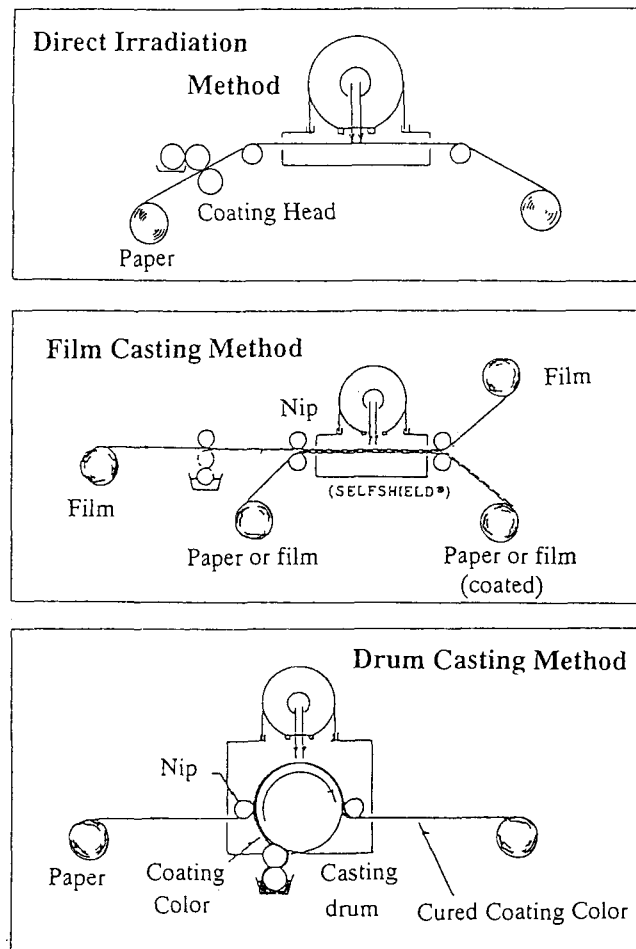 Direct Irradiation
Method
Coating Head
Paper
Film Casting Method
Film
Nip
Film
(SELFSHIELD®)
Paper or film
Paper or film
(coated)
Drum Casting Method
Nip
Paper
Coating
Color
Casting
drum
Cured Coating Color